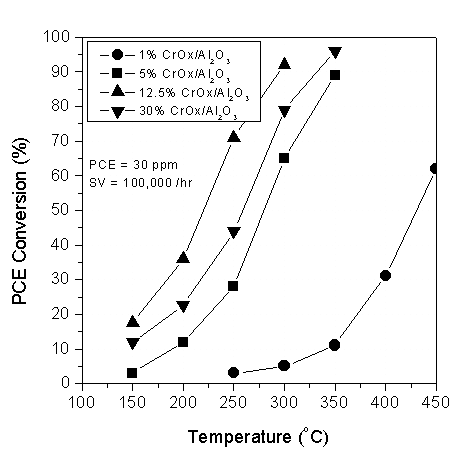 PCE Conversion (%)
100
90
80
70
60
50
40
30
20
10
0
1% CrOx/Al₂O₃
5% CrOx/Al₂O₃
12.5% CrOx/Al₂O₃
30% CrOx/Al₂O₃
PCE = 30 ppm
SV = 100,000 /hr
100 150 200 250 300 350 400 450
Temperature (°C)